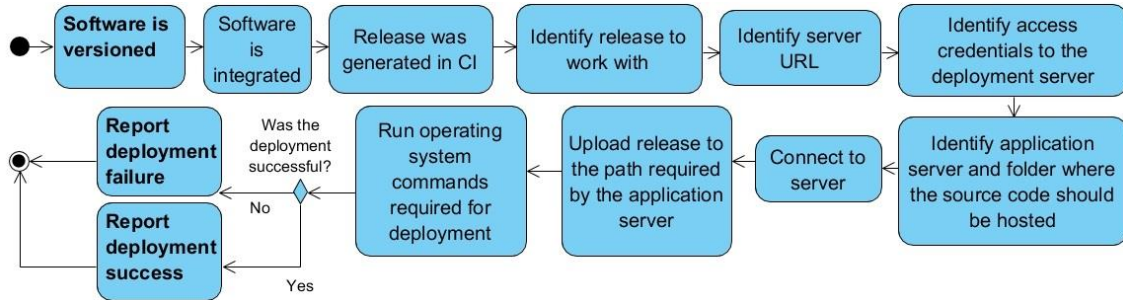 Software is
versioned
Software
is
integrated
Release was
generated in CI
Identify release to
work with
Identify server
URL
Identify access
credentials to the
deployment server
Identify application
server and folder where
the source code should
be hosted
Connect to
server
Upload release to
the path required
by the application
server
Run operating
system
commands
required for
deployment
Was the
deployment
successful?
No
Report
deployment
failure
Yes
Report
deployment
success